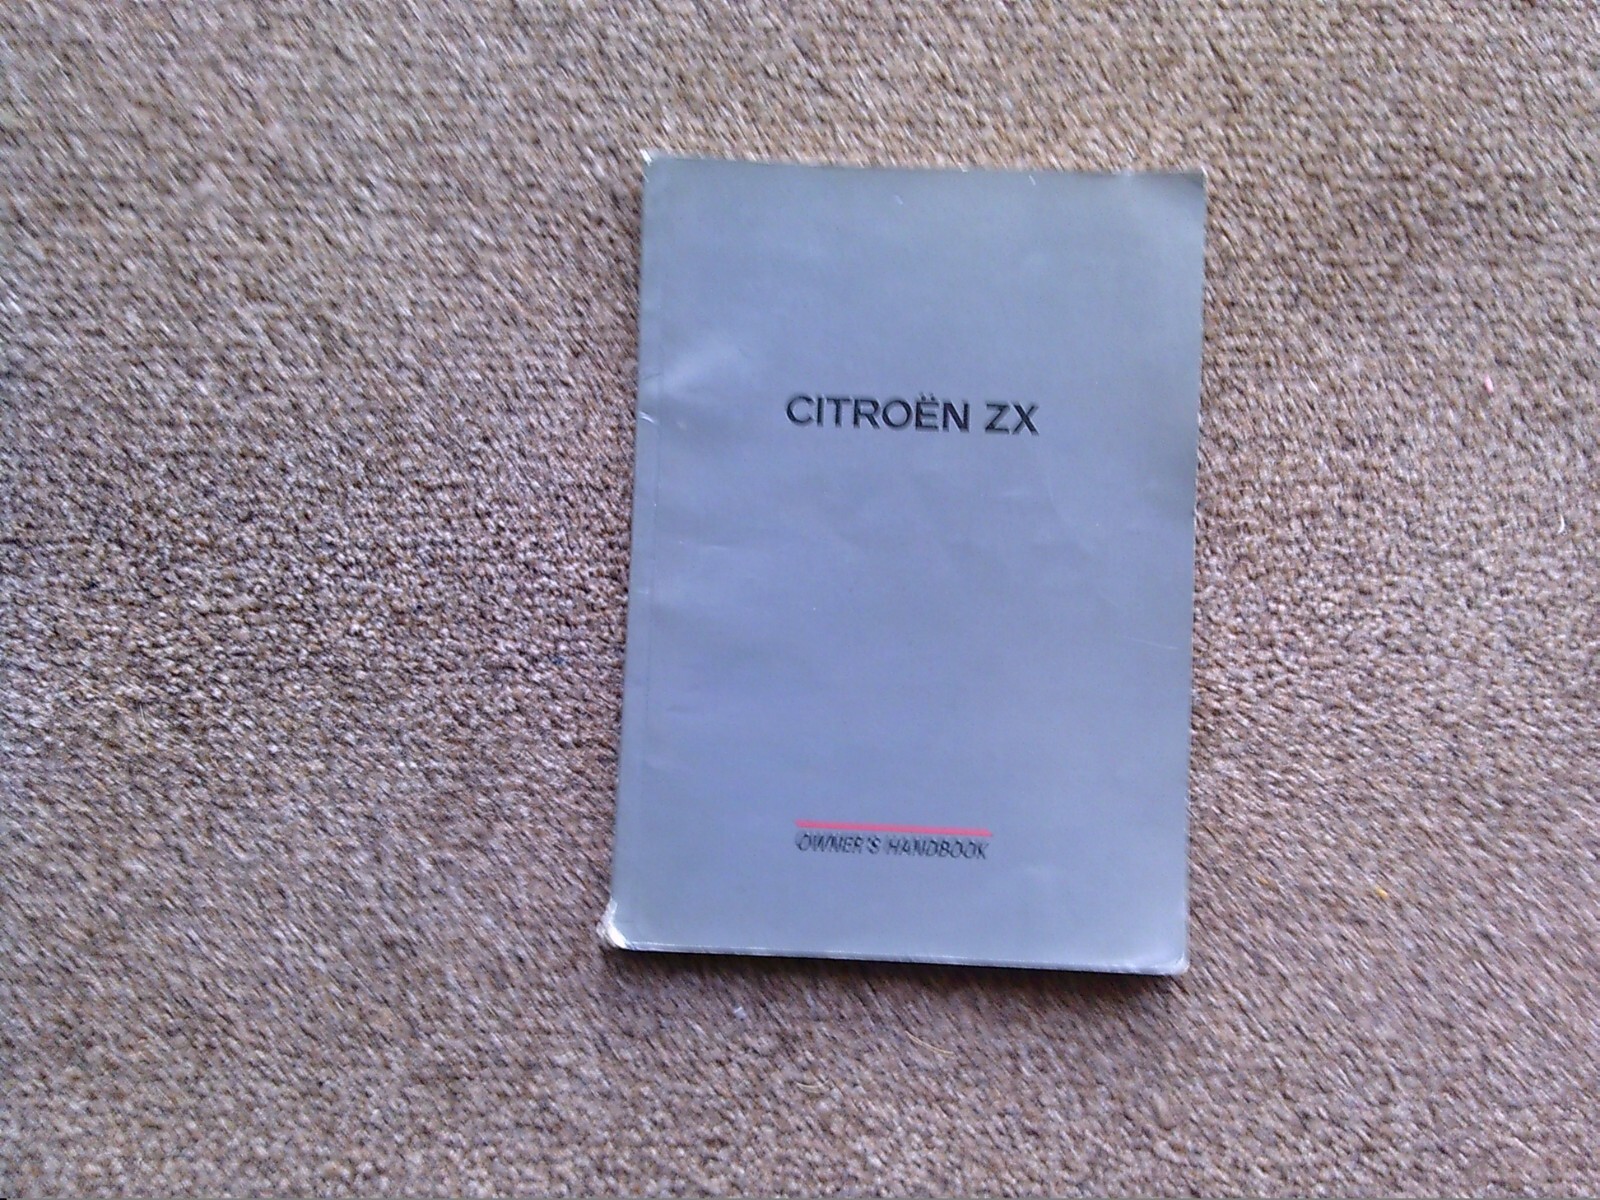 CITROËN ZX
OWNER'S HANDBOOK